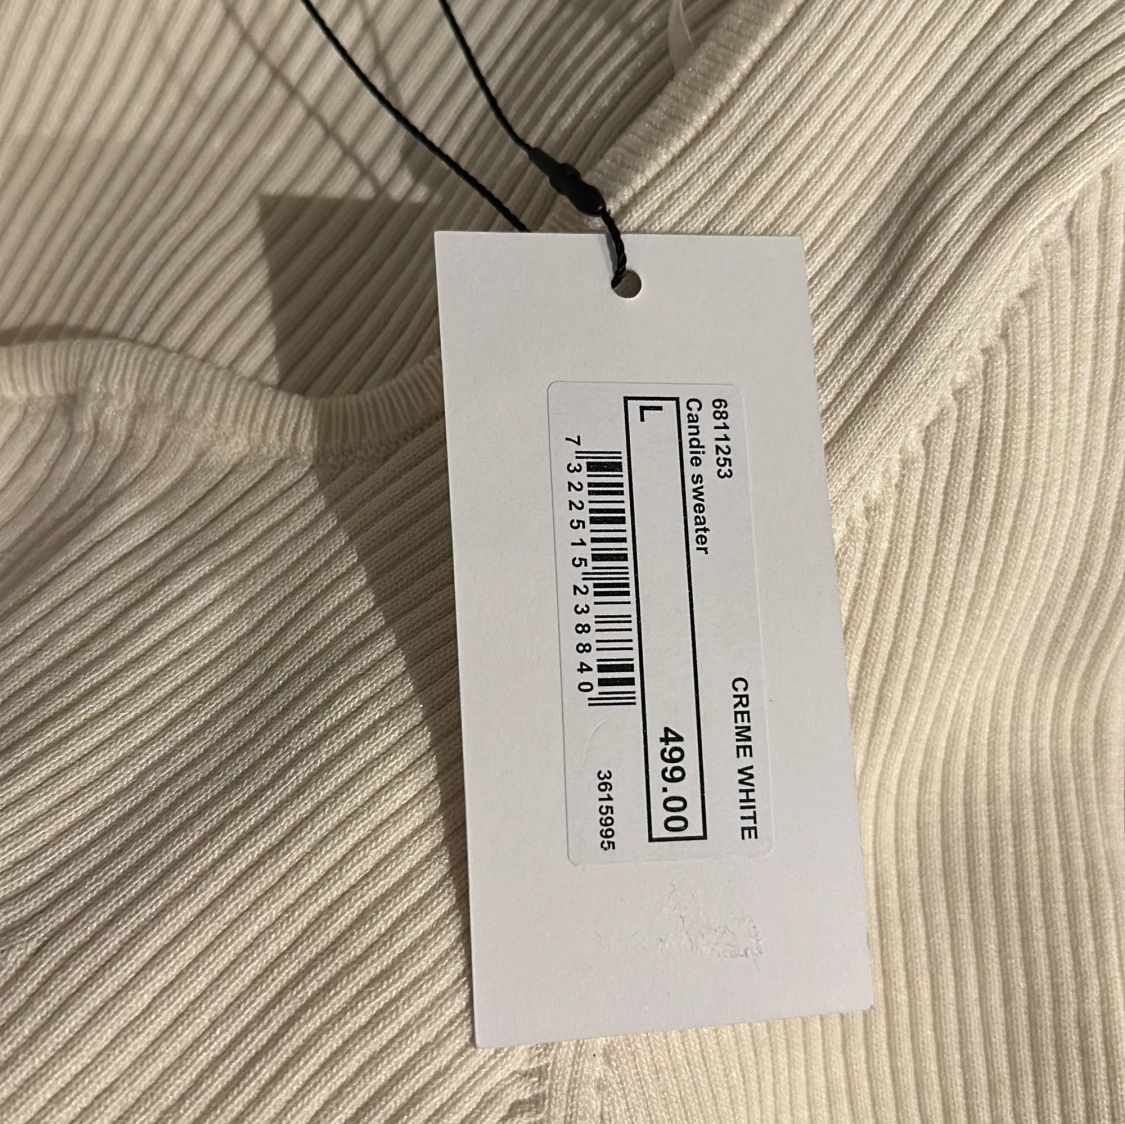 6811253 CREME WHITE
Candie sweater
L 499.00
7 322515 238840 3615995